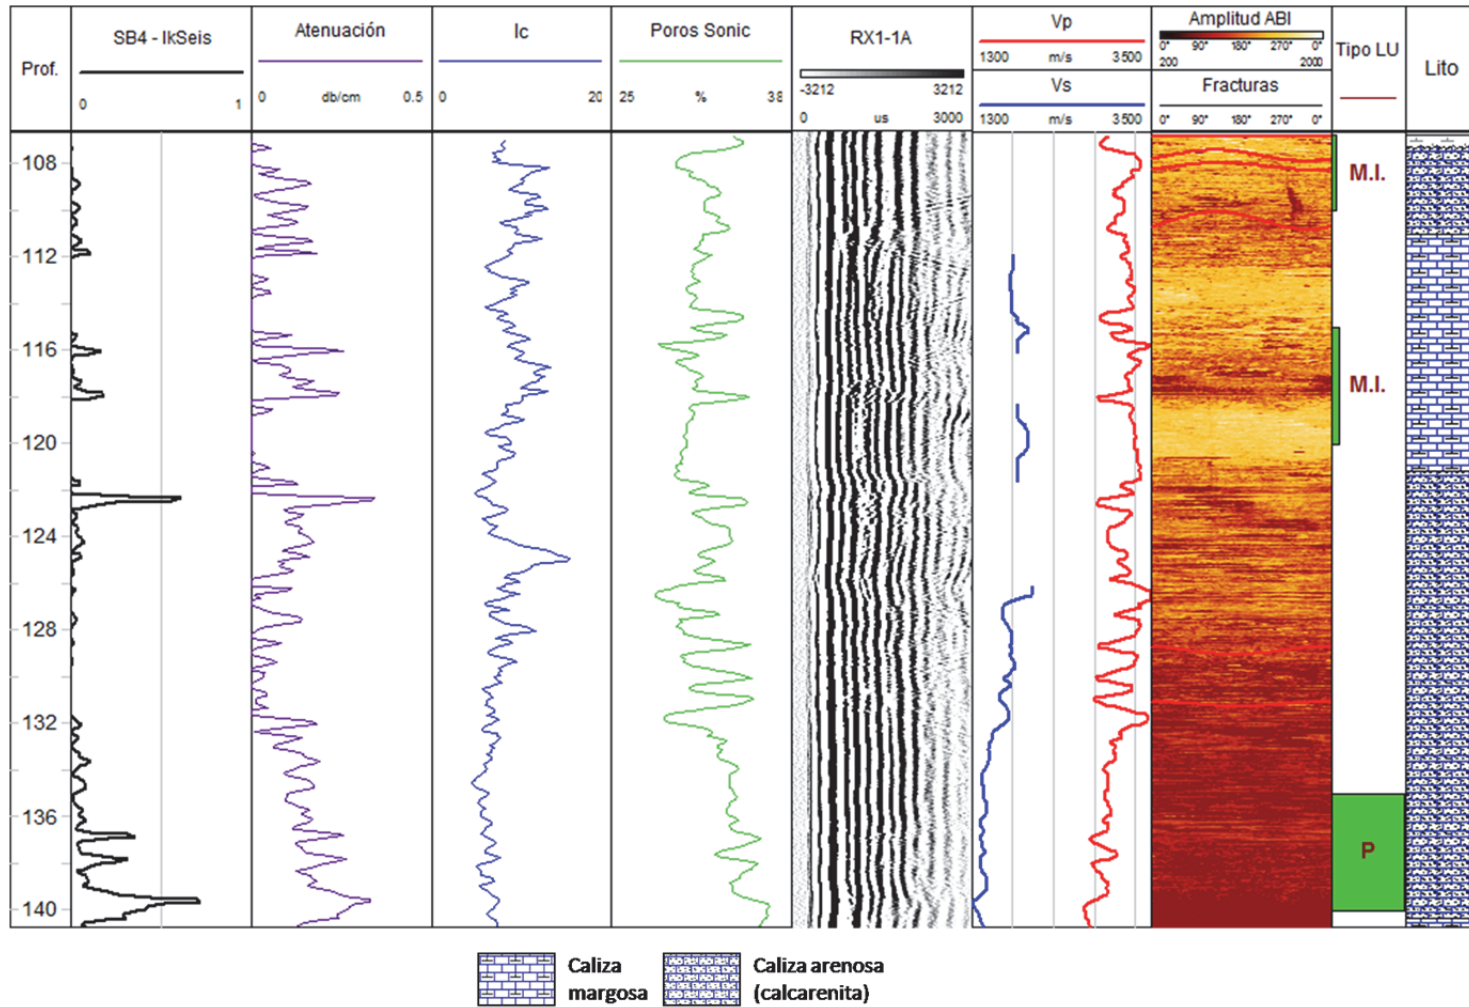 Prof.
SB4 - IkSeis
0 1
Atenuación
0 db/cm 0.5
Ic
0 20
Poros Sonic
25 % 38
RX1-1A
-3212 3212
0 us 3000
Vp
1300 m/s 3500
Vs
1300 m/s 3500
Amplitud ABI
0° 90° 180° 270° 0°
200 2000
Fracturas
0° 90° 180° 270° 0°
Tipo LU
Lito
108
112
116
120
124
128
132
136
140
M.I.
M.I.
P
Caliza
margosa
Caliza arenosa
(calcarenita)